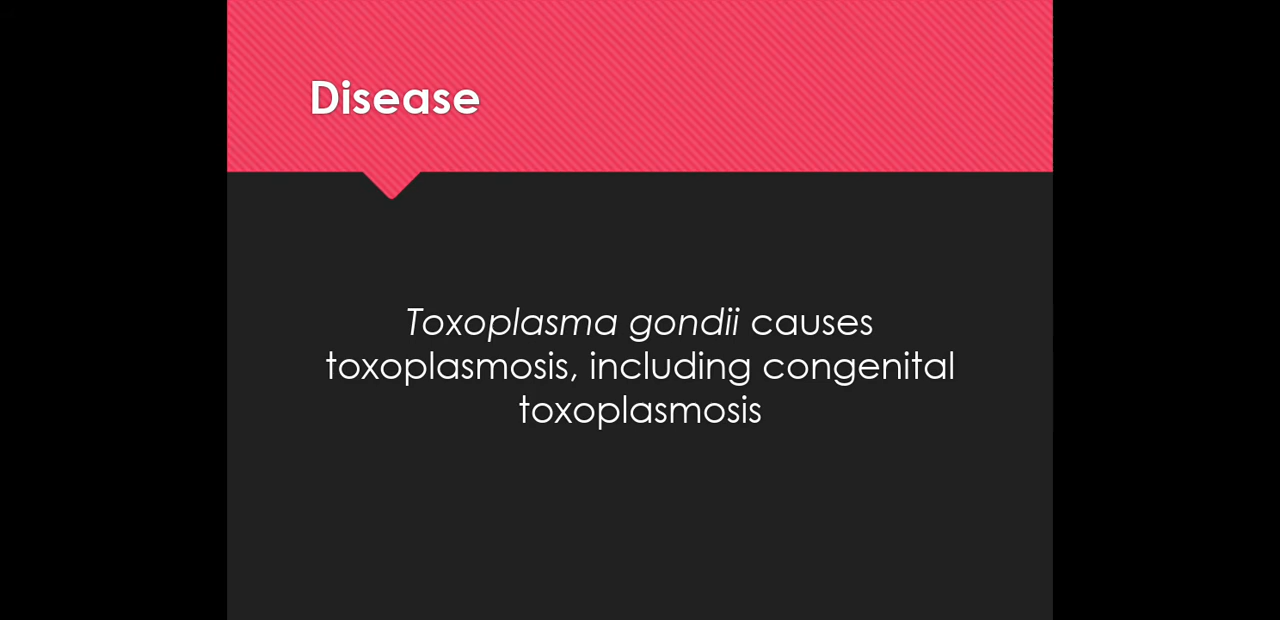 Disease
Toxoplasma gondii causes
toxoplasmosis, including congenital
toxoplasmosis